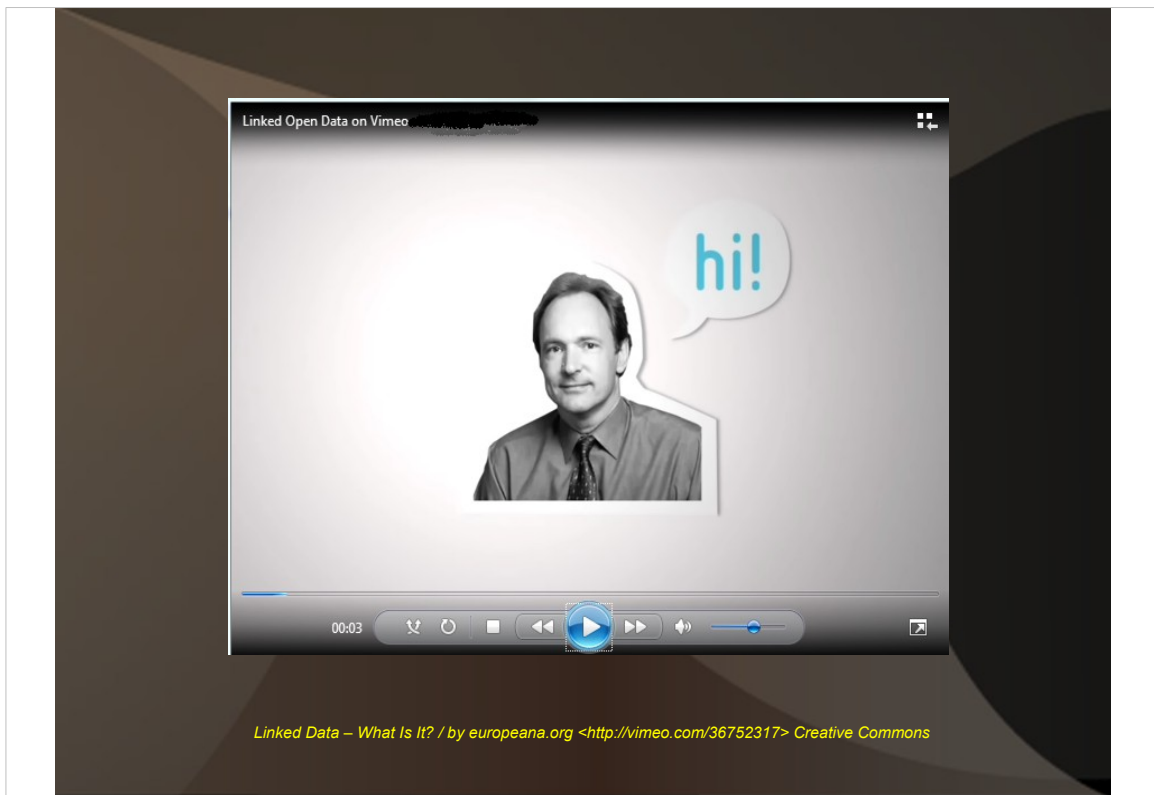 Linked Open Data on Vimeo
hi!
00:03
Linked Data – What Is It? / by europeana.org <http://vimeo.com/36752317> Creative Commons